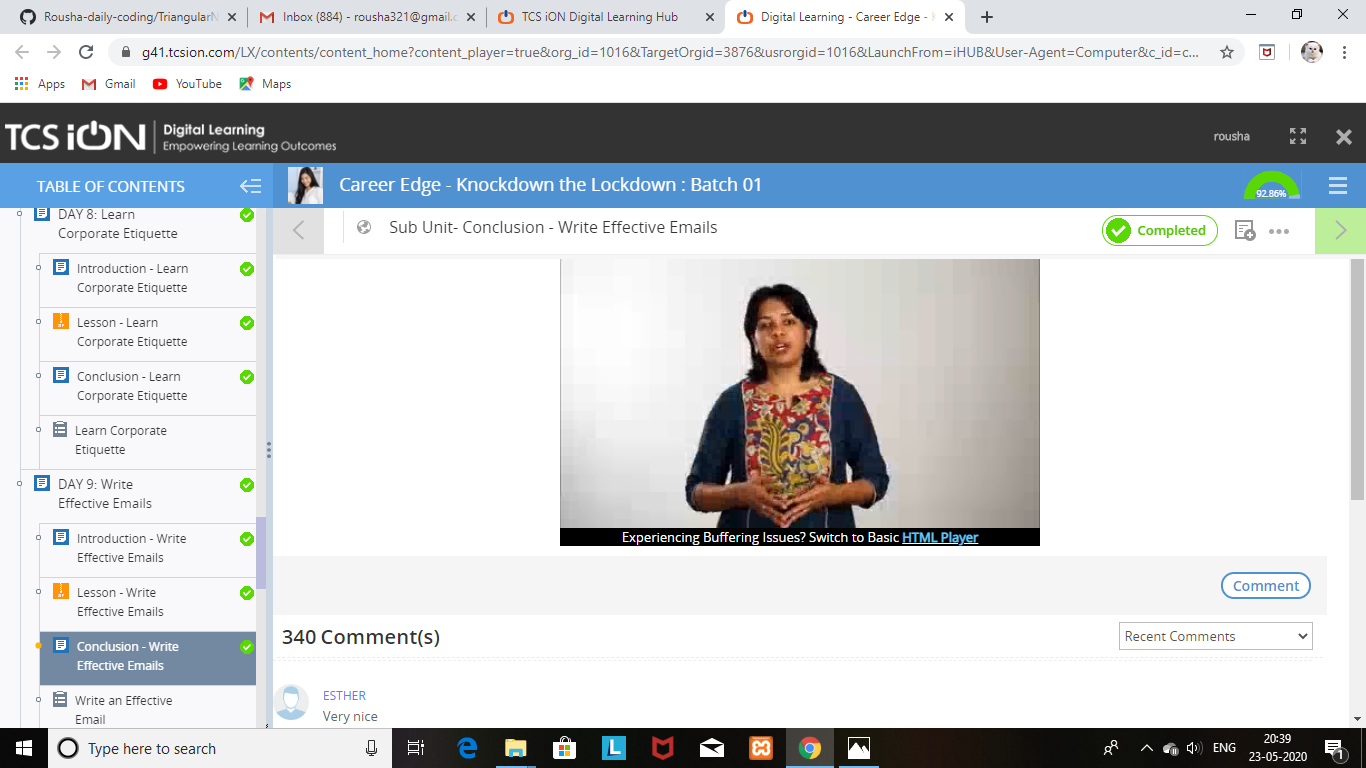 Rousha-daily-coding/TriangularN
Inbox (884) - rousha321@gmail.c
TCS iON Digital Learning Hub
Digital Learning - Career Edge -
g41.tcsion.com/LX/contents/content_home?content_player=true&org_id=1016&TargetOrgid=3876&usrorgid=1016&LaunchFrom=iHUB&User-Agent=Computer&c_id=c...
Apps
Gmail
YouTube
Maps
TCS iON
Digital Learning
Empowering Learning Outcomes
rousha
TABLE OF CONTENTS
Career Edge - Knockdown the Lockdown : Batch 01
92.86%
DAY 8: Learn
Corporate Etiquette
Introduction - Learn
Corporate Etiquette
Lesson - Learn
Corporate Etiquette
Conclusion - Learn
Corporate Etiquette
Learn Corporate
Etiquette
DAY 9: Write
Effective Emails
Introduction - Write
Effective Emails
Lesson - Write
Effective Emails
Conclusion - Write
Effective Emails
Write an Effective
Email
Sub Unit- Conclusion - Write Effective Emails
Completed
Experiencing Buffering Issues? Switch to Basic HTML Player
Comment
340 Comment(s)
Recent Comments
ESTHER
Very nice
Type here to search
L
ENG
20:39
23-05-2020
1